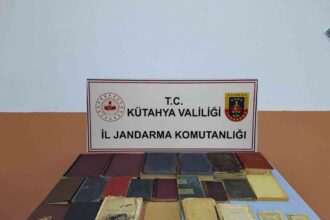 T.C.
KÜTAHYA VALİLİĞİ
İL JANDARMA KOMUTANLIĞI